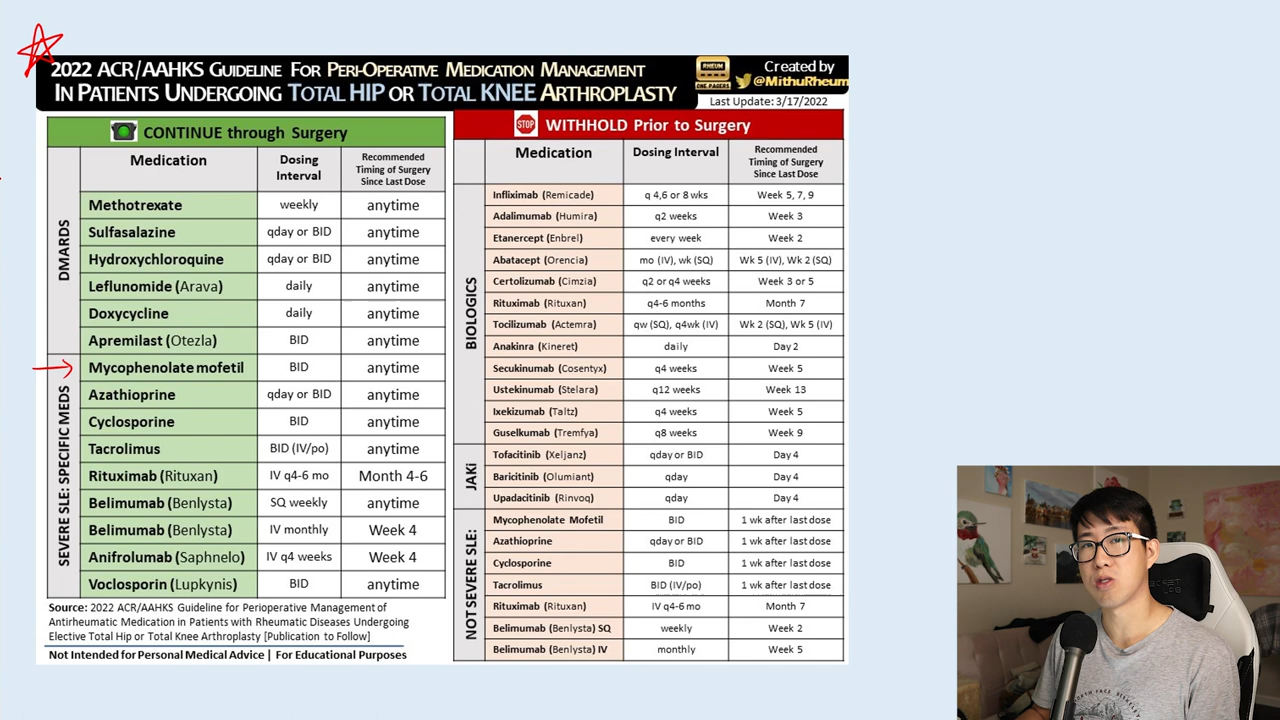 2022 ACR/AAHKS GUIDELINE FOR PERI-OPERATIVE MEDICATION MANAGEMENT
IN PATIENTS UNDERGOING TOTAL HIP OR TOTAL KNEE ARTHROPLASTY
RHEUM
ONE PAGERS
Created by
@MithuRheum
Last Update: 3/17/2022
CONTINUE through Surgery
Medication
Dosing
Interval
Recommended
Timing of Surgery
Since Last Dose
DMARDS
Methotrexate weekly anytime
Sulfasalazine qday or BID anytime
Hydroxychloroquine qday or BID anytime
Leflunomide (Arava) daily anytime
Doxycycline daily anytime
Apremilast (Otezla) BID anytime
SEVERE SLE: SPECIFIC MEDS
Mycophenolate mofetil BID anytime
Azathioprine qday or BID anytime
Cyclosporine BID anytime
Tacrolimus BID (IV/po) anytime
Rituximab (Rituxan) IV q4-6 mo Month 4-6
Belimumab (Benlysta) SQ weekly anytime
Belimumab (Benlysta) IV monthly Week 4
Anifrolumab (Saphnelo) IV q4 weeks Week 4
Voclosporin (Lupkynis) BID anytime
Source: 2022 ACR/AAHKS Guideline for Perioperative Management of
Antirheumatic Medication in Patients with Rheumatic Diseases Undergoing
Elective Total Hip or Total Knee Arthroplasty [Publication to Follow]
Not Intended for Personal Medical Advice | For Educational Purposes
STOP
WITHHOLD Prior to Surgery
Medication
Dosing Interval
Recommended
Timing of Surgery
Since Last Dose
BIOLOGICS
Infliximab (Remicade) q 4,6 or 8 wks Week 5, 7, 9
Adalimumab (Humira) q2 weeks Week 3
Etanercept (Enbrel) every week Week 2
Abatacept (Orencia) mo (IV), wk (SQ) Wk 5 (IV), Wk 2 (SQ)
Certolizumab (Cimzia) q2 or q4 weeks Week 3 or 5
Rituximab (Rituxan) q4-6 months Month 7
Tocilizumab (Actemra) qw (SQ), q4wk (IV) Wk 2 (SQ), Wk 5 (IV)
Anakinra (Kineret) daily Day 2
Secukinumab (Cosentyx) q4 weeks Week 5
Ustekinumab (Stelara) q12 weeks Week 13
Ixekizumab (Taltz) q4 weeks Week 5
Guselkumab (Tremfya) q8 weeks Week 9
JAKi
Tofacitinib (Xeljanz) qday or BID Day 4
Baricitinib (Olumiant) qday Day 4
Upadacitinib (Rinvoq) qday Day 4
NOT SEVERE SLE:
Mycophenolate Mofetil BID 1 wk after last dose
Azathioprine qday or BID 1 wk after last dose
Cyclosporine BID 1 wk after last dose
Tacrolimus BID (IV/po) 1 wk after last dose
Rituximab (Rituxan) IV q4-6 mo Month 7
Belimumab (Benlysta) SQ weekly Week 2
Belimumab (Benlysta) IV monthly Week 5